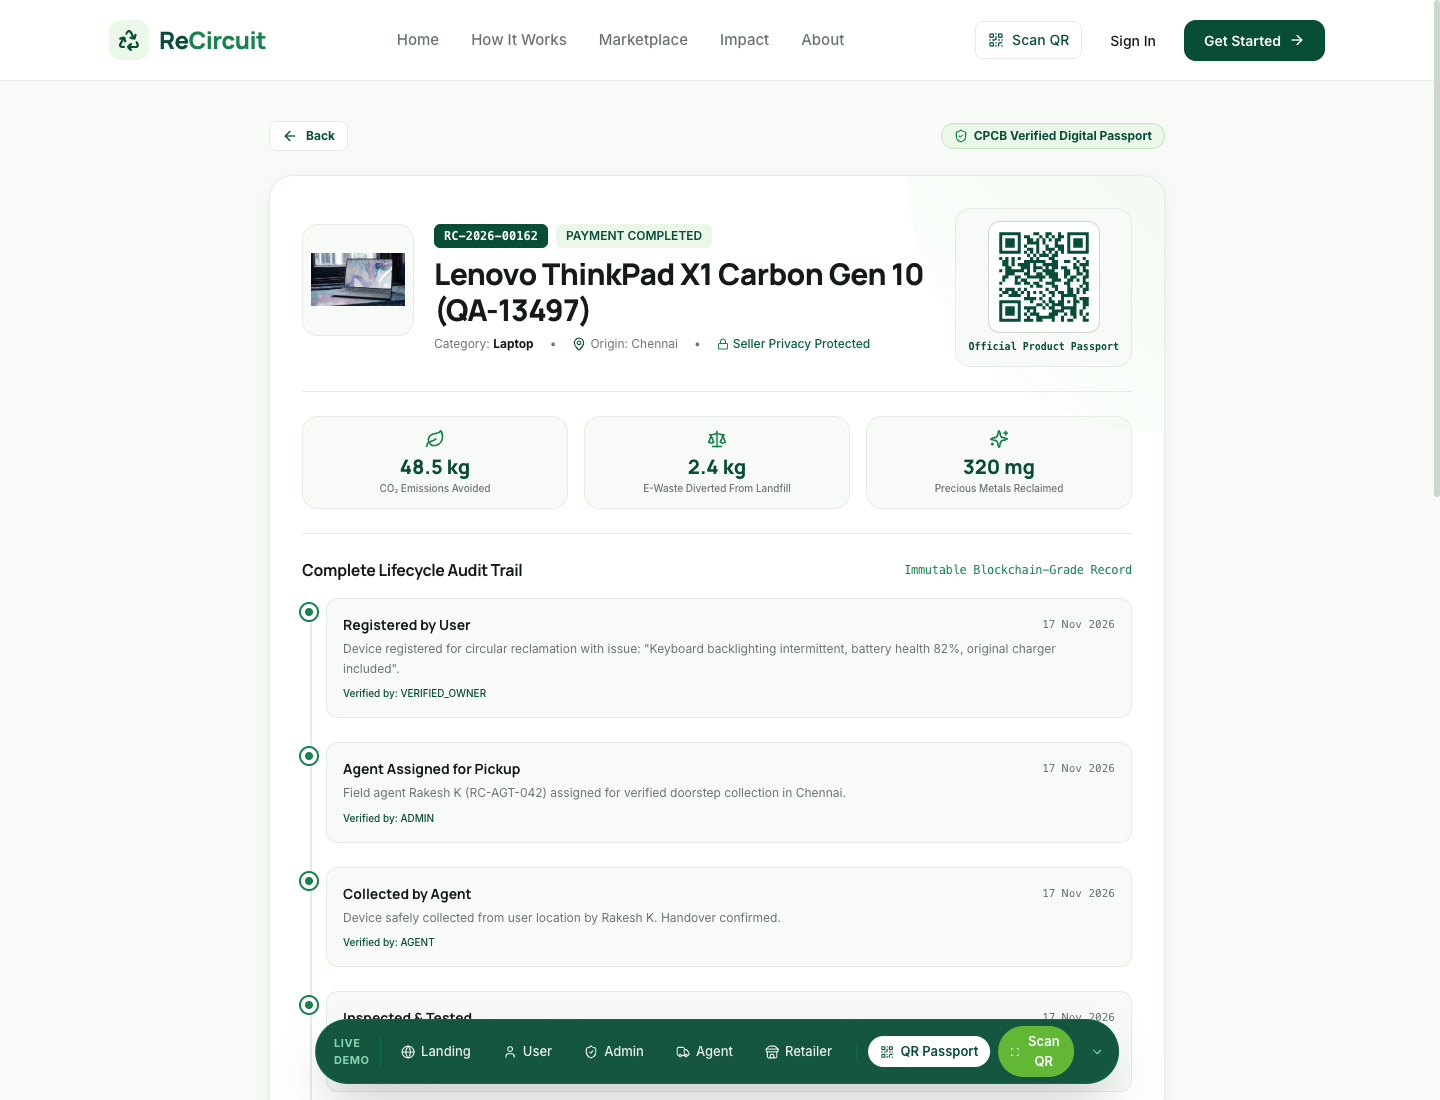 ReCircuit
Home
How It Works
Marketplace
Impact
About
Scan QR
Sign In
Get Started
Back
CPCB Verified Digital Passport
RC-2026-00162
PAYMENT COMPLETED
Lenovo ThinkPad X1 Carbon Gen 10
(QA-13497)
Category: Laptop • Origin: Chennai • Seller Privacy Protected
Official Product Passport
48.5 kg
CO₂ Emissions Avoided
2.4 kg
E-Waste Diverted From Landfill
320 mg
Precious Metals Reclaimed
Complete Lifecycle Audit Trail
Immutable Blockchain-Grade Record
Registered by User
17 Nov 2026
Device registered for circular reclamation with issue: "Keyboard backlighting intermittent, battery health 82%, original charger
included".
Verified by: VERIFIED_OWNER
Agent Assigned for Pickup
17 Nov 2026
Field agent Rakesh K (RC-AGT-042) assigned for verified doorstep collection in Chennai.
Verified by: ADMIN
Collected by Agent
17 Nov 2026
Device safely collected from user location by Rakesh K. Handover confirmed.
Verified by: AGENT
Inspected & Tested
17 Nov 2026
LIVE
DEMO
Landing
User
Admin
Agent
Retailer
QR Passport
Scan
QR